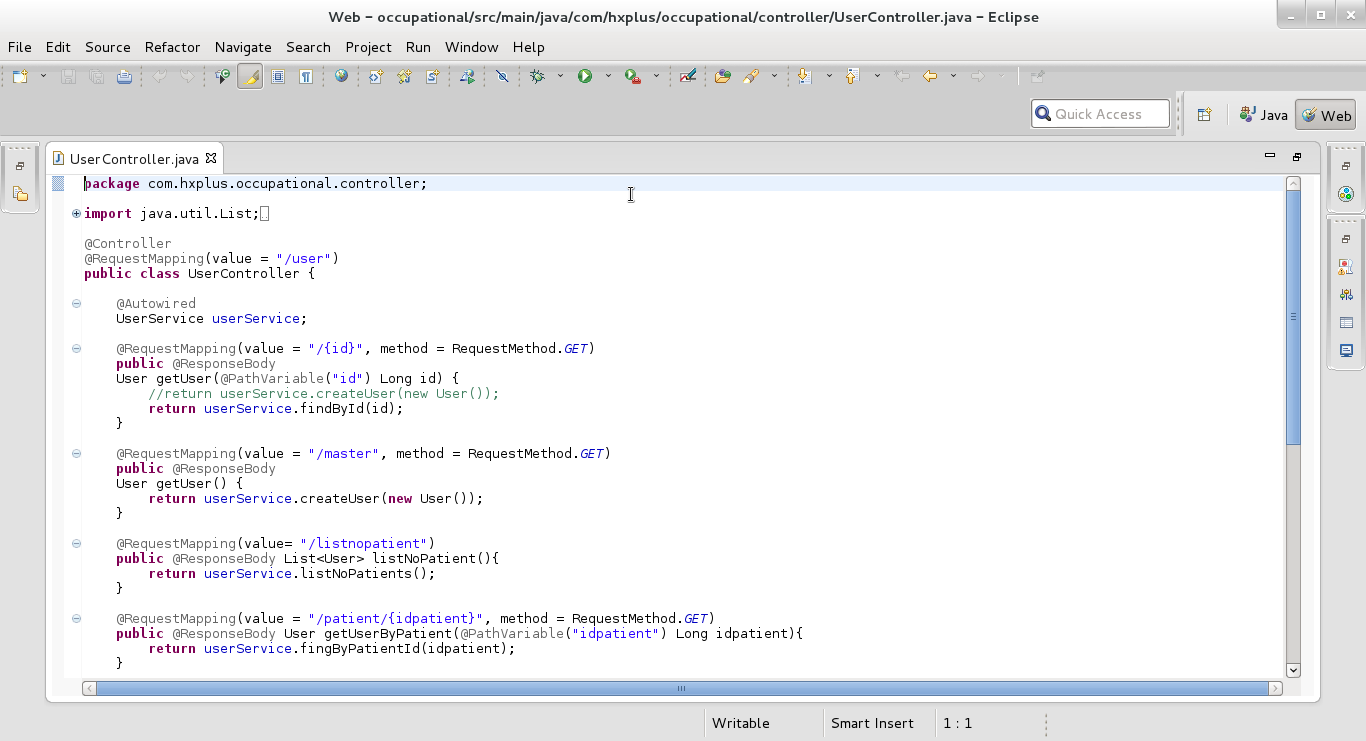 Web – occupational/src/main/java/com/hxplus/occupational/controller/UserController.java – Eclipse
File Edit Source Refactor Navigate Search Project Run Window Help
Quick Access
Java
Web
UserController.java
package com.hxplus.occupational.controller;
import java.util.List;
@Controller
@RequestMapping(value = "/user")
public class UserController {
@Autowired
UserService userService;
@RequestMapping(value = "/{id}", method = RequestMethod.GET)
public @ResponseBody
User getUser(@PathVariable("id") Long id) {
//return userService.createUser(new User());
return userService.findById(id);
}
@RequestMapping(value = "/master", method = RequestMethod.GET)
public @ResponseBody
User getUser() {
return userService.createUser(new User());
}
@RequestMapping(value= "/listnopatient")
public @ResponseBody List<User> listNoPatient(){
return userService.listNoPatients();
}
@RequestMapping(value = "/patient/{idpatient}", method = RequestMethod.GET)
public @ResponseBody User getUserByPatient(@PathVariable("idpatient") Long idpatient){
return userService.fingByPatientId(idpatient);
}
Writable
Smart Insert
1 : 1